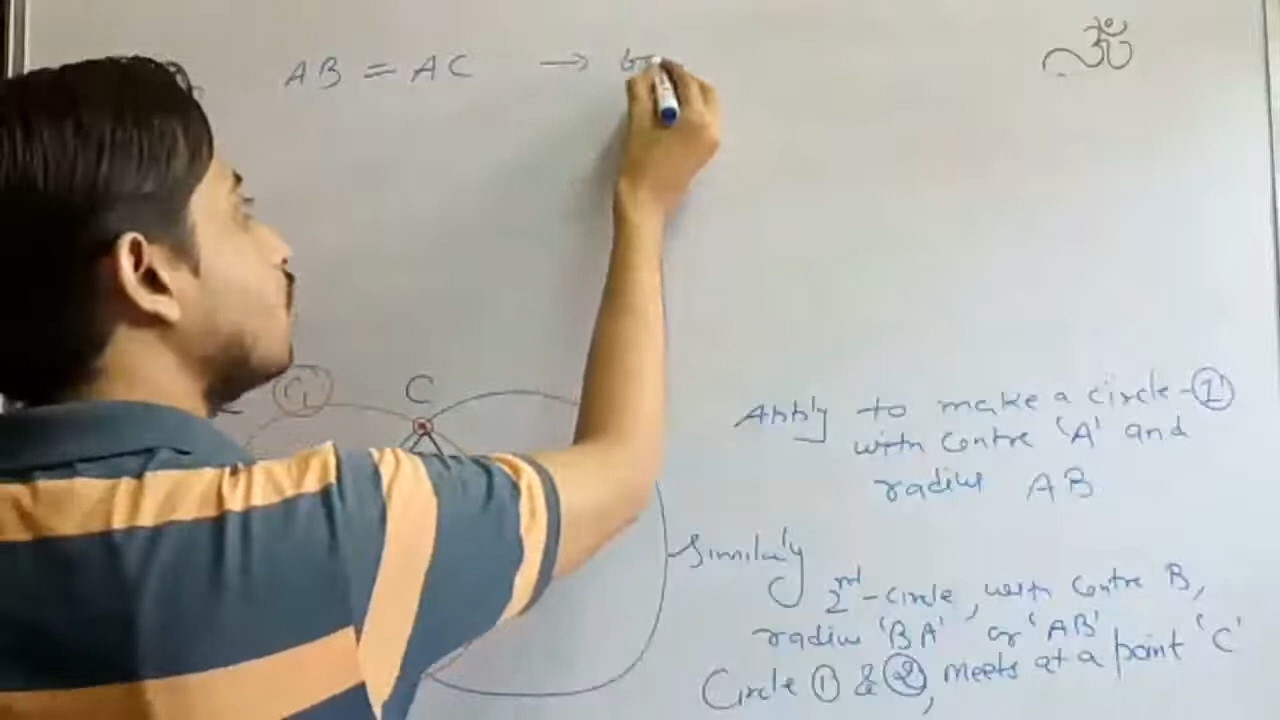 AB = AC →
ॐ
C₁
C
Apply to make a circle-①
with centre 'A' and
radius AB
Similarly
2nd-circle, with Centre B,
radius 'BA' or 'AB'
Circle ① & ②, meets at a point 'C'